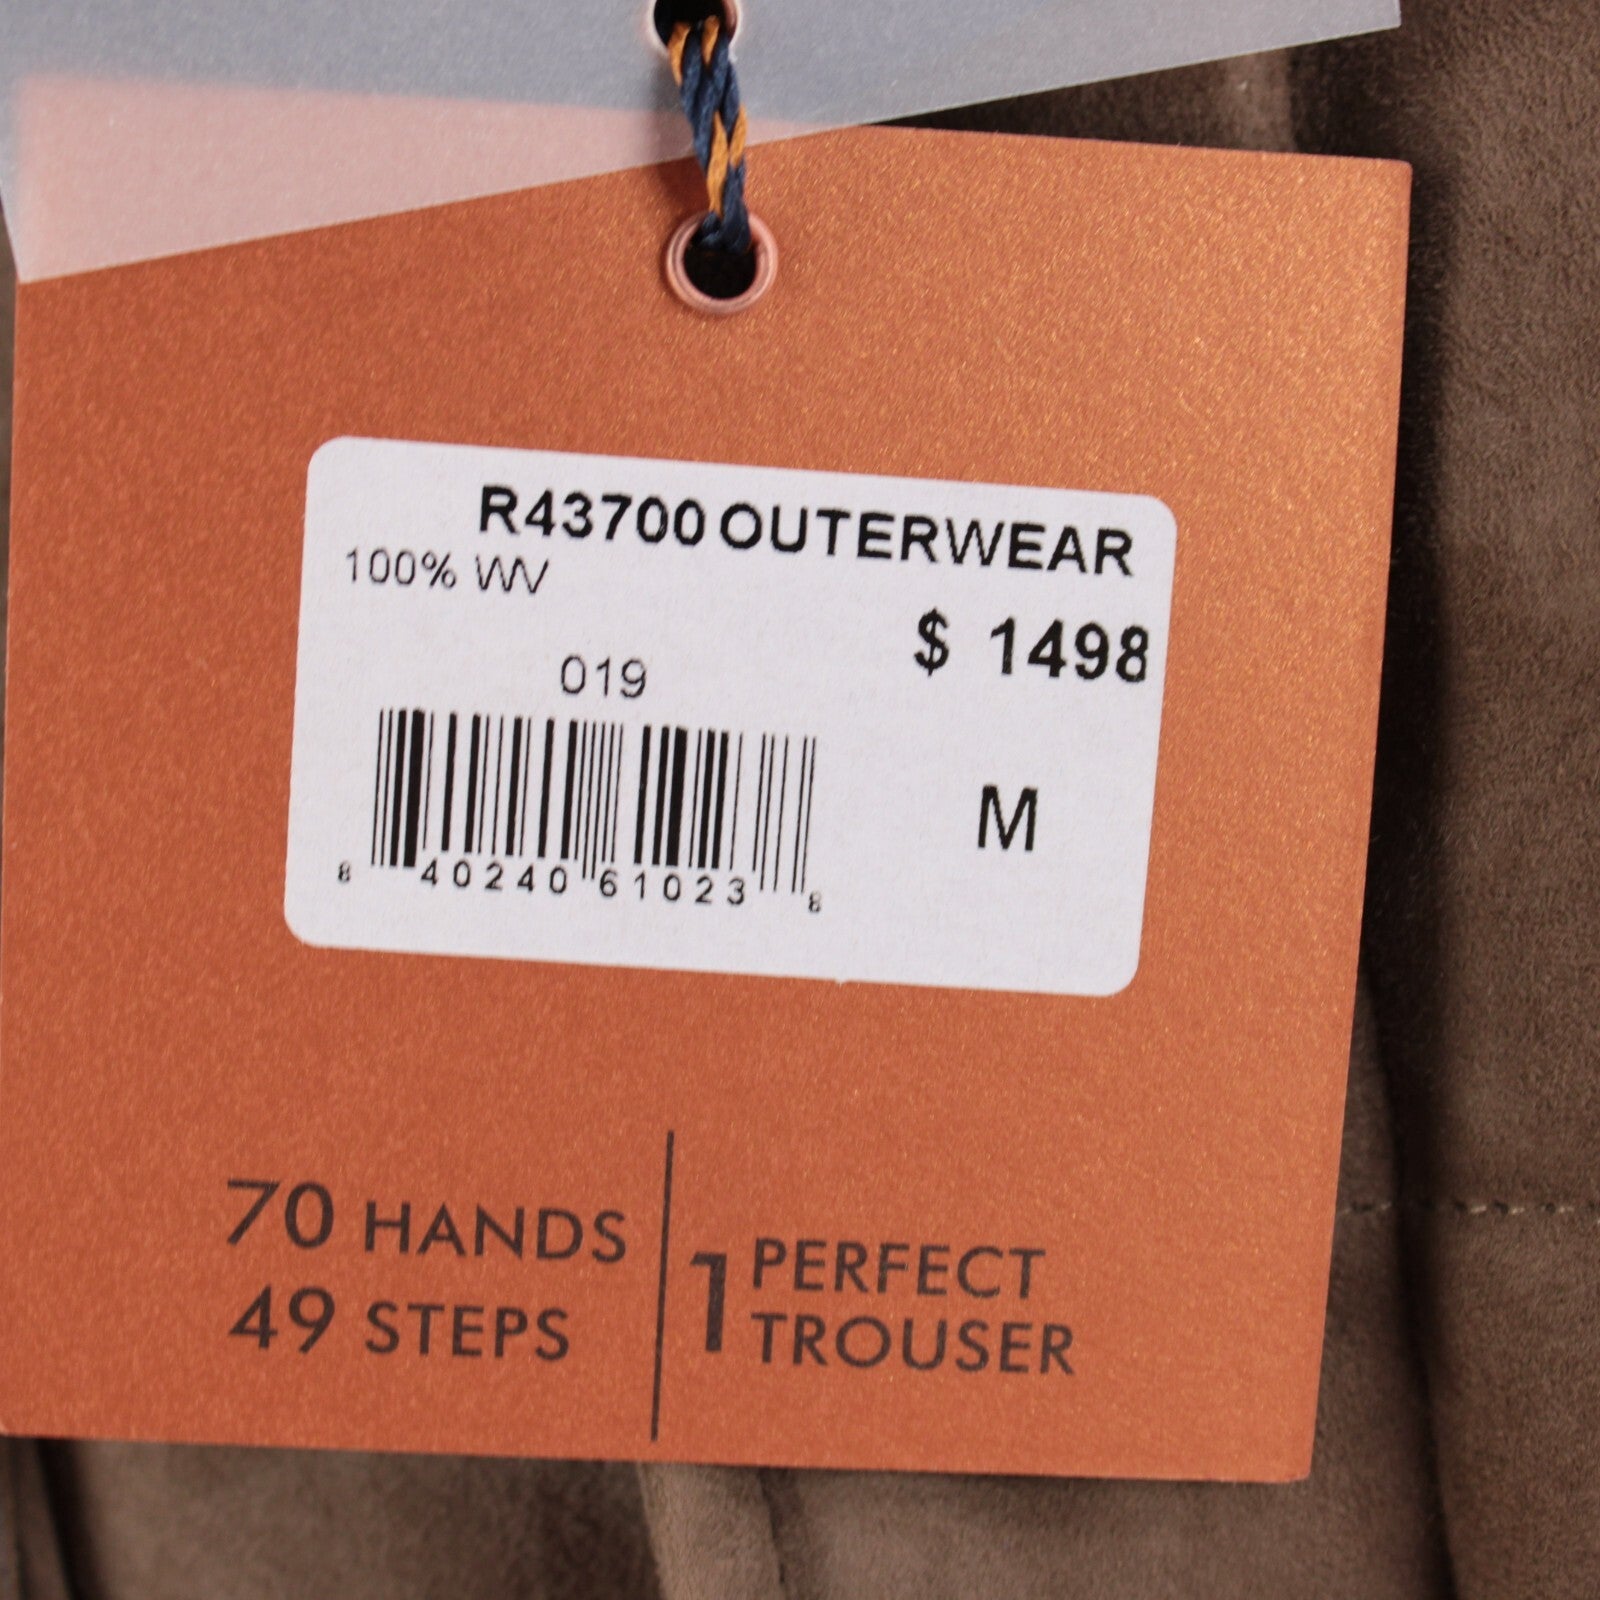 R43700 OUTERWEAR
100% WV
$ 1498
019
M
8 40240 61023 8
70 HANDS
49 STEPS
1 PERFECT
TROUSER